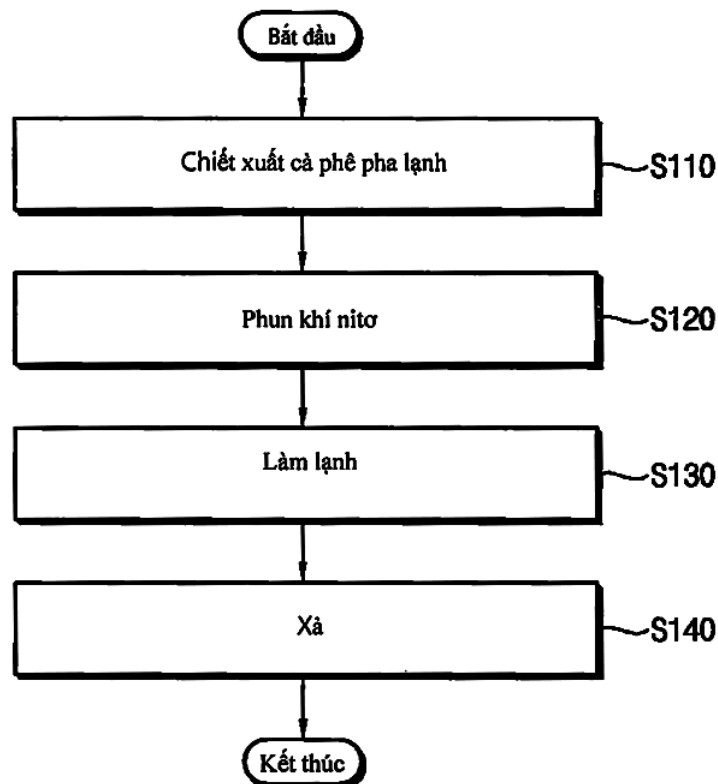 Bắt đầu
Chiết xuất cà phê pha lạnh
S110
Phun khí nitơ
S120
Làm lạnh
S130
Xả
S140
Kết thúc